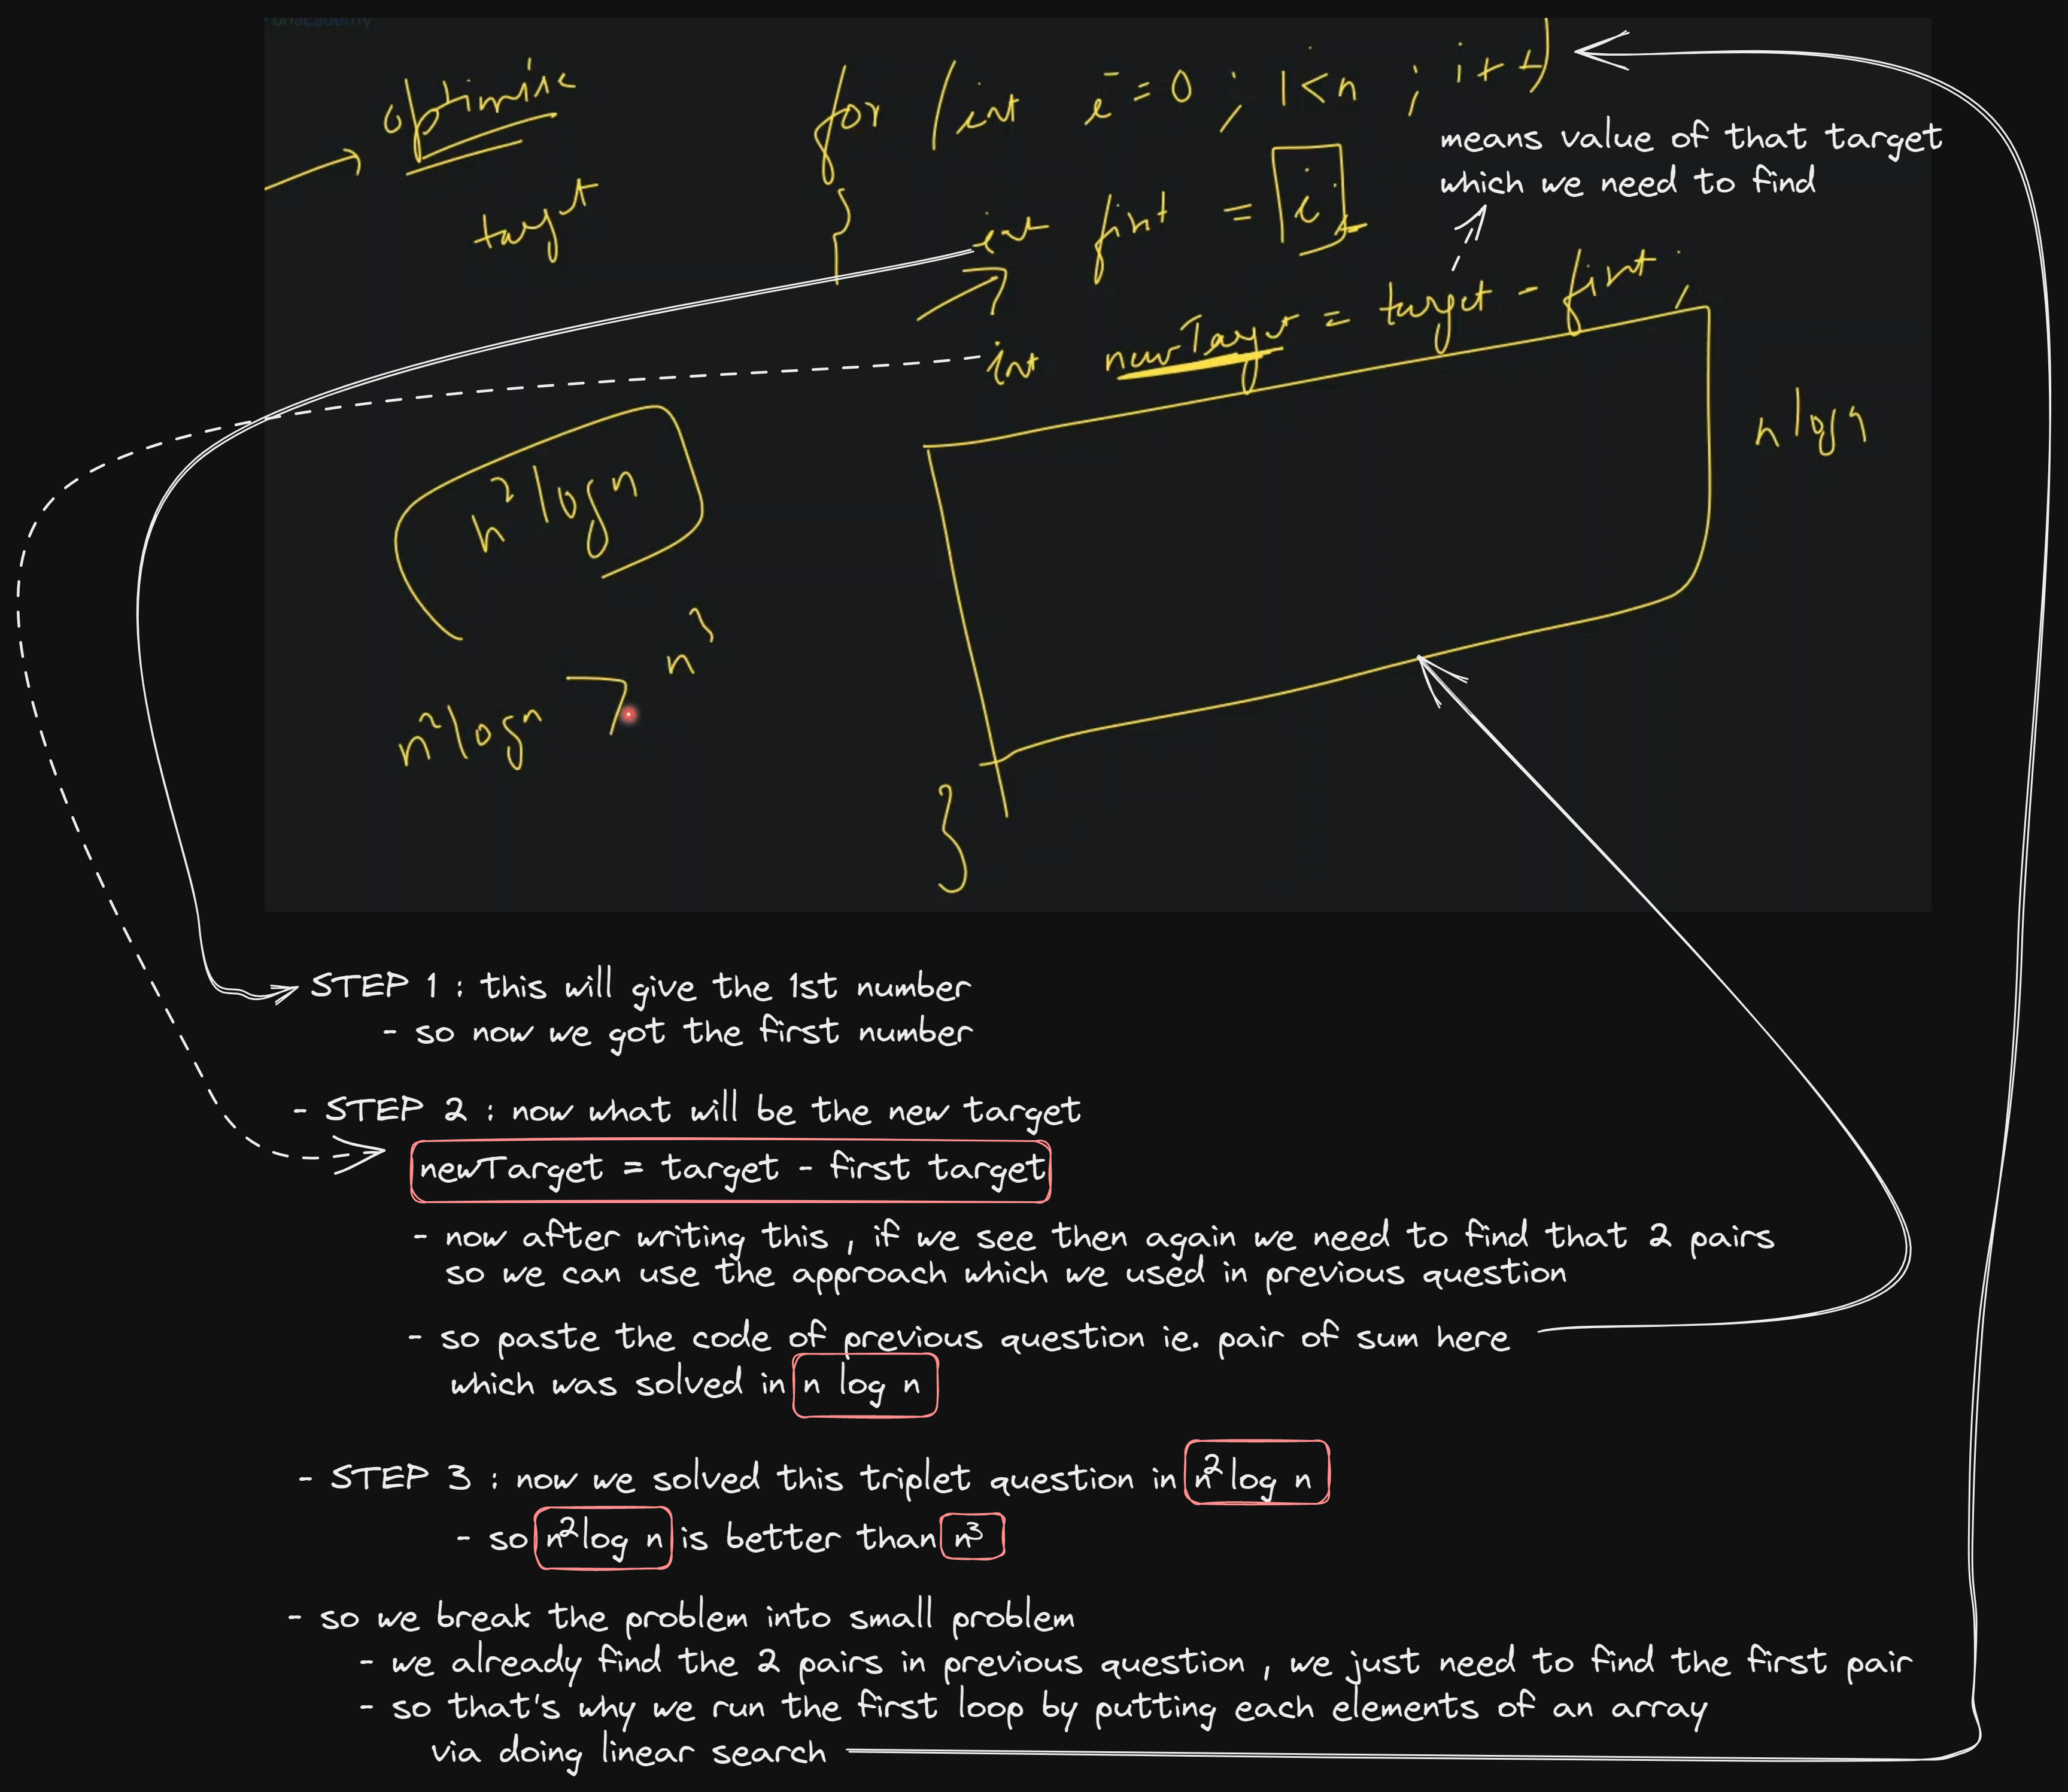 unacademy
→ optimise
target
for (int i = 0 ; i < n ; i++)
{
means value of that target
which we need to find
int first = i;
int newTarget = target - first;
n log n
n² log n
n³
n² log n >
}
STEP 1 : this will give the 1st number
- so now we got the first number
- STEP 2 : now what will be the new target
newTarget = target - first target
- now after writing this , if we see then again we need to find that 2 pairs
so we can use the approach which we used in previous question
- so paste the code of previous question ie. pair of sum here
which was solved in n log n
- STEP 3 : now we solved this triplet question in n² log n
- so n² log n is better than n³
- so we break the problem into small problem
- we already find the 2 pairs in previous question , we just need to find the first pair
- so that's why we run the first loop by putting each elements of an array
via doing linear search